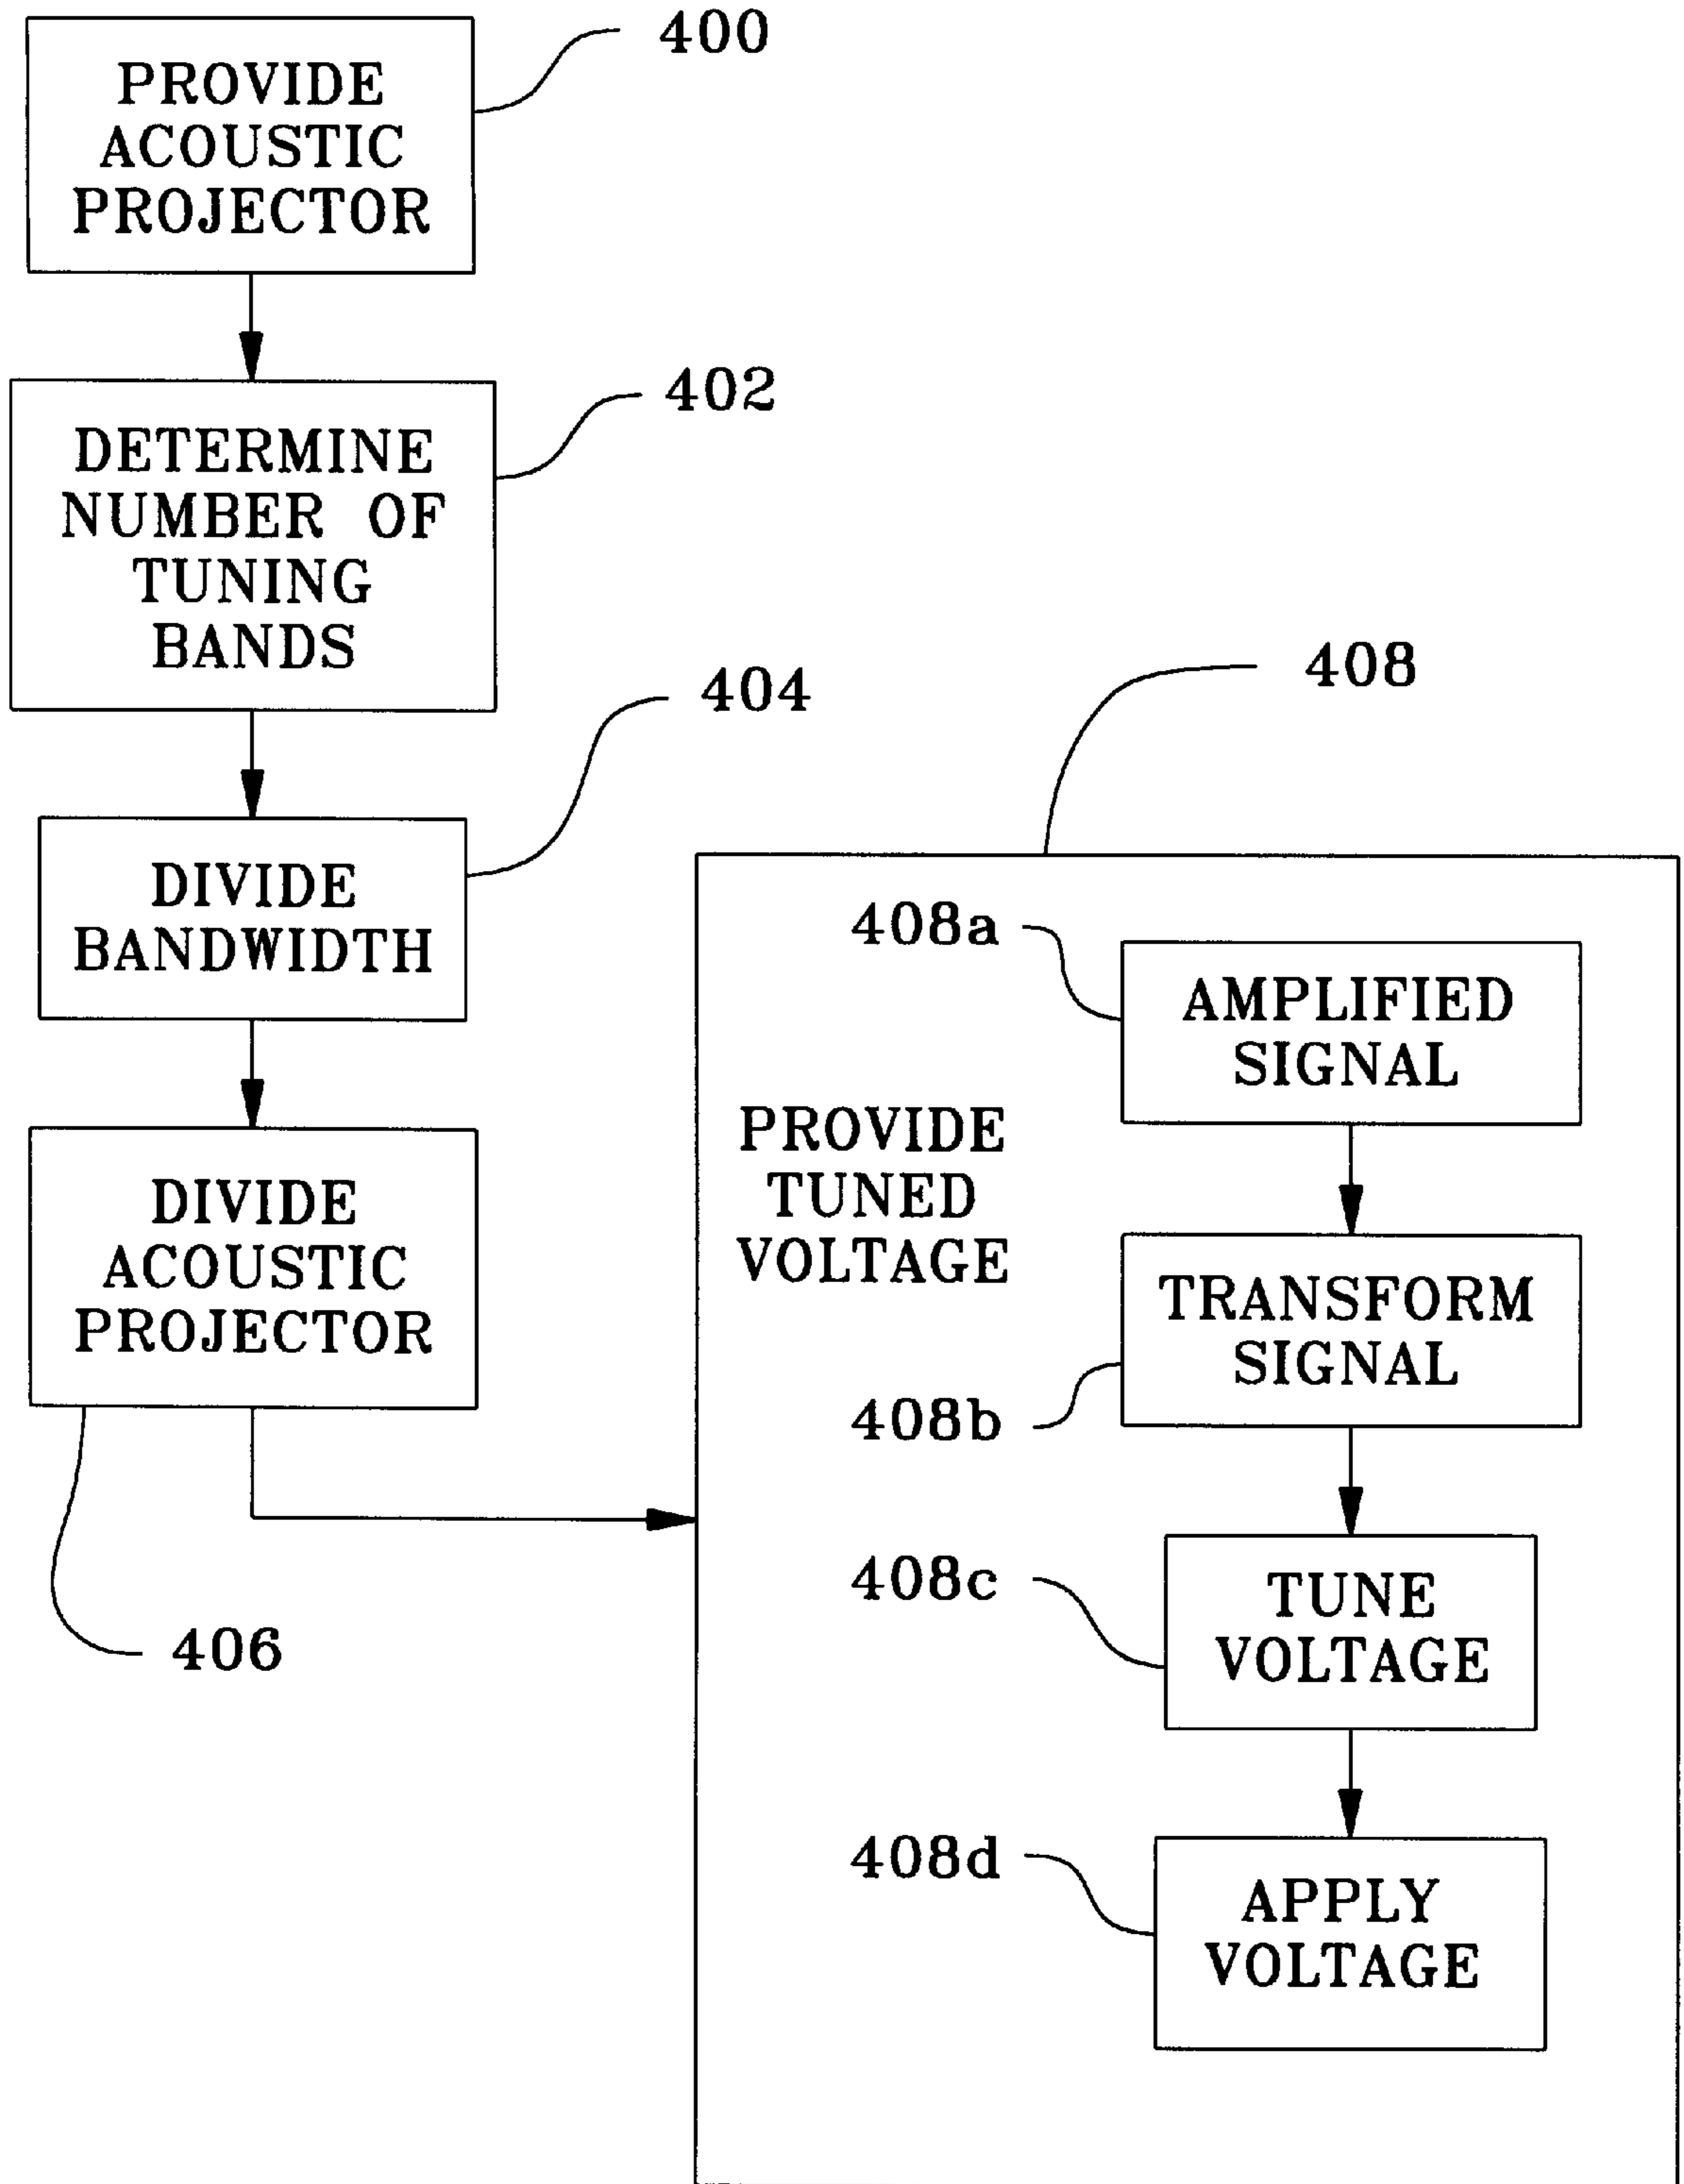 400
PROVIDE
ACOUSTIC
PROJECTOR
402
DETERMINE
NUMBER OF
TUNING
BANDS
404
DIVIDE
BANDWIDTH
DIVIDE
ACOUSTIC
PROJECTOR
406
408
PROVIDE
TUNED
VOLTAGE
408a
AMPLIFIED
SIGNAL
TRANSFORM
SIGNAL
408b
408c
TUNE
VOLTAGE
408d
APPLY
VOLTAGE